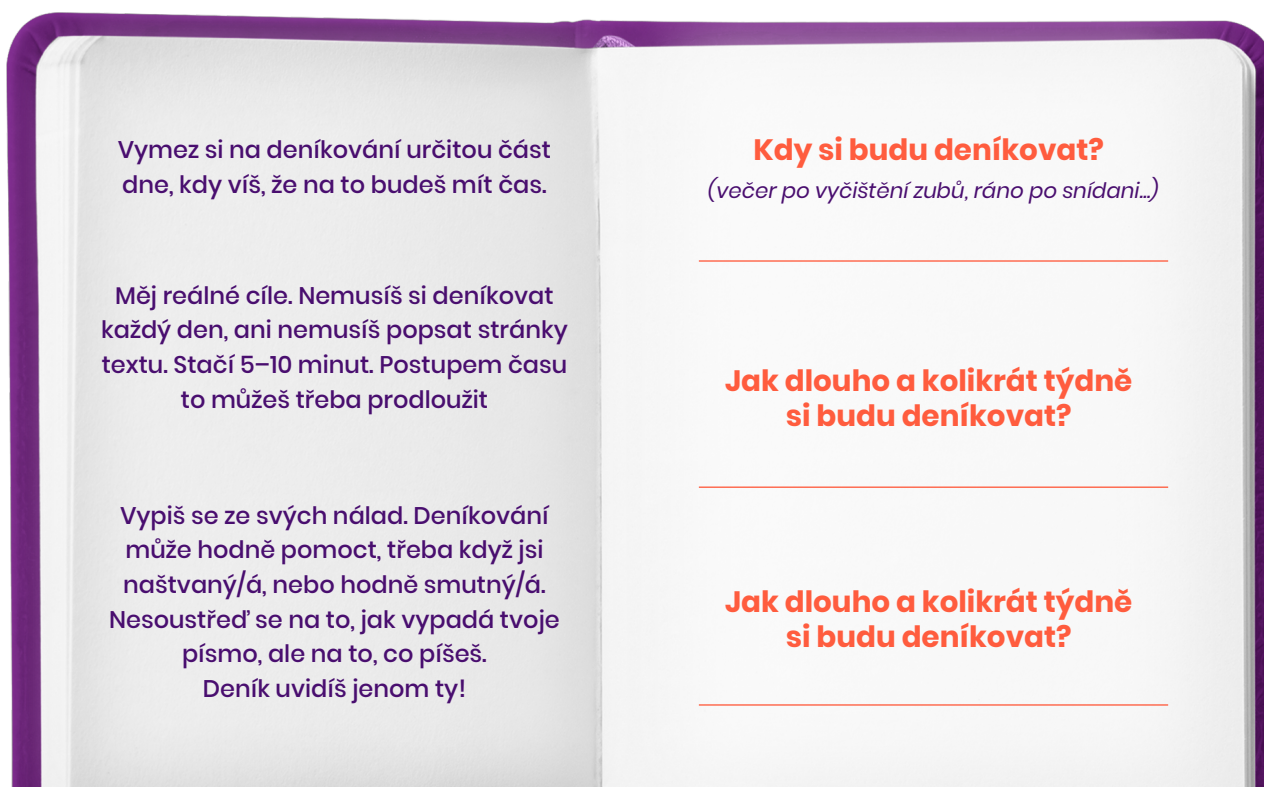 Vymez si na deníkování určitou část
dne, kdy víš, že na to budeš mít čas.
Měj reálné cíle. Nemusíš si deníkovat
každý den, ani nemusíš popsat stránky
textu. Stačí 5–10 minut. Postupem času
to můžeš třeba prodloužit
Vypiš se ze svých nálad. Deníkování
může hodně pomoct, třeba když jsi
naštvaný/á, nebo hodně smutný/á.
Nesoustřeď se na to, jak vypadá tvoje
písmo, ale na to, co píšeš.
Deník uvidíš jenom ty!
Kdy si budu deníkovat?
(večer po vyčištění zubů, ráno po snídani...)
Jak dlouho a kolikrát týdně
si budu deníkovat?
Jak dlouho a kolikrát týdně
si budu deníkovat?